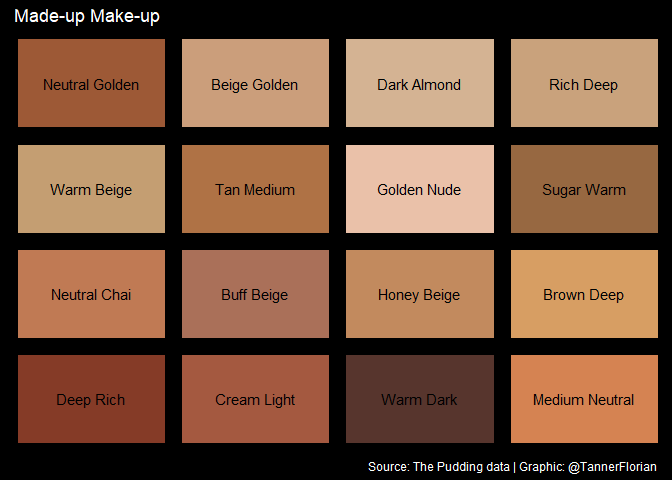 Made-up Make-up
Neutral Golden
Beige Golden
Dark Almond
Rich Deep
Warm Beige
Tan Medium
Golden Nude
Sugar Warm
Neutral Chai
Buff Beige
Honey Beige
Brown Deep
Deep Rich
Cream Light
Warm Dark
Medium Neutral
Source: The Pudding data | Graphic: @TannerFlorian